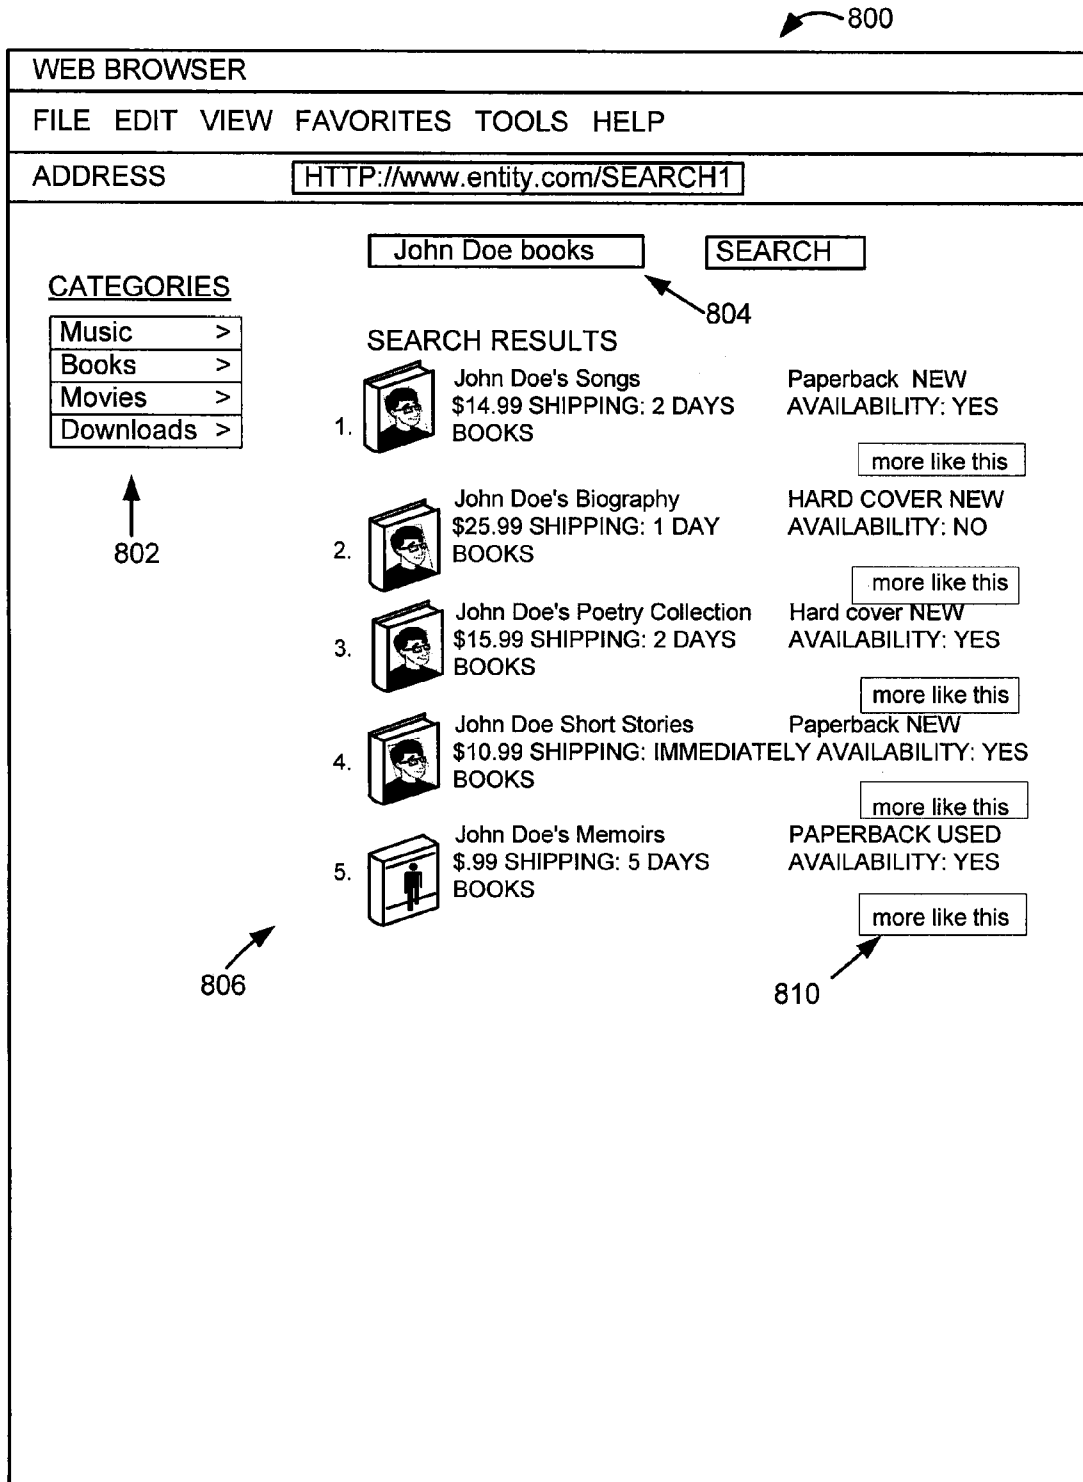 800
WEB BROWSER
FILE EDIT VIEW FAVORITES TOOLS HELP
ADDRESS HTTP://www.entity.com/SEARCH1
John Doe books SEARCH
804
CATEGORIES
Music >
Books >
Movies >
Downloads >
802
SEARCH RESULTS
1. John Doe's Songs Paperback NEW
$14.99 SHIPPING: 2 DAYS AVAILABILITY: YES
BOOKS
more like this
2. John Doe's Biography HARD COVER NEW
$25.99 SHIPPING: 1 DAY AVAILABILITY: NO
BOOKS
more like this
3. John Doe's Poetry Collection Hard cover NEW
$15.99 SHIPPING: 2 DAYS AVAILABILITY: YES
BOOKS
more like this
4. John Doe Short Stories Paperback NEW
$10.99 SHIPPING: IMMEDIATELY AVAILABILITY: YES
BOOKS
more like this
5. John Doe's Memoirs PAPERBACK USED
$.99 SHIPPING: 5 DAYS AVAILABILITY: YES
BOOKS
more like this
806
810